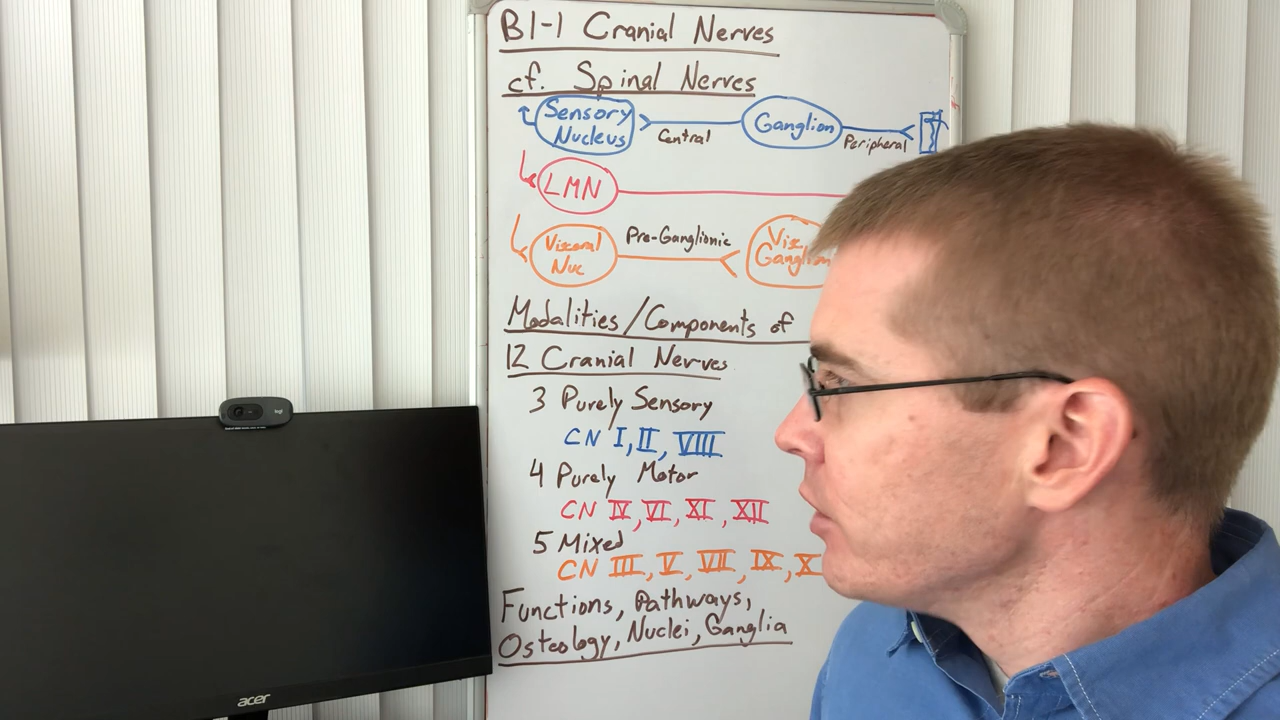 B1-1 Cranial Nerves
cf. Spinal Nerves
Sensory Nucleus Central Ganglion Peripheral
LMN
Visceral Nuc Pre-Ganglionic Visc Ganglion
Modalities/Components of
12 Cranial Nerves
3 Purely Sensory
CN I, II, VIII
4 Purely Motor
CN IV, VI, XI, XII
5 Mixed
CN III, V, VII, IX, X
Functions, Pathways,
Osteology, Nuclei, Ganglia
acer